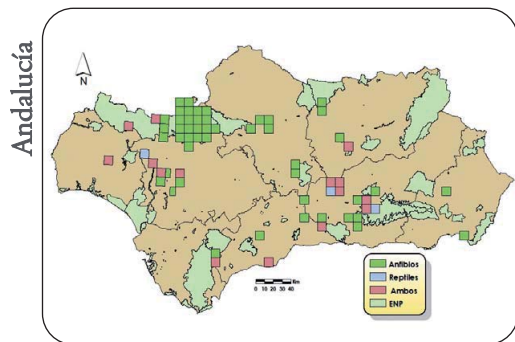 Andalucía
N
Anfibios
Reptiles
Ambos
ENP
0 10 20 30 40 Km